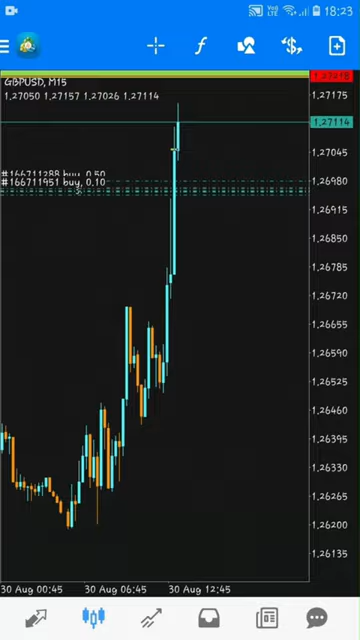 VoD LTE 18:23
f $
1,27218
GBPUSD, M15
1,27050 1,27157 1,27026 1,27114
1,27175
1,27114
1,27045
#166711288 buy, 0.50
#166711951 buy, 0.10
1,26980
1,26915
1,26850
1,26785
1,26720
1,26655
1,26590
1,26525
1,26460
1,26395
1,26330
1,26265
1,26200
1,26135
30 Aug 00:45 30 Aug 06:45 30 Aug 12:45